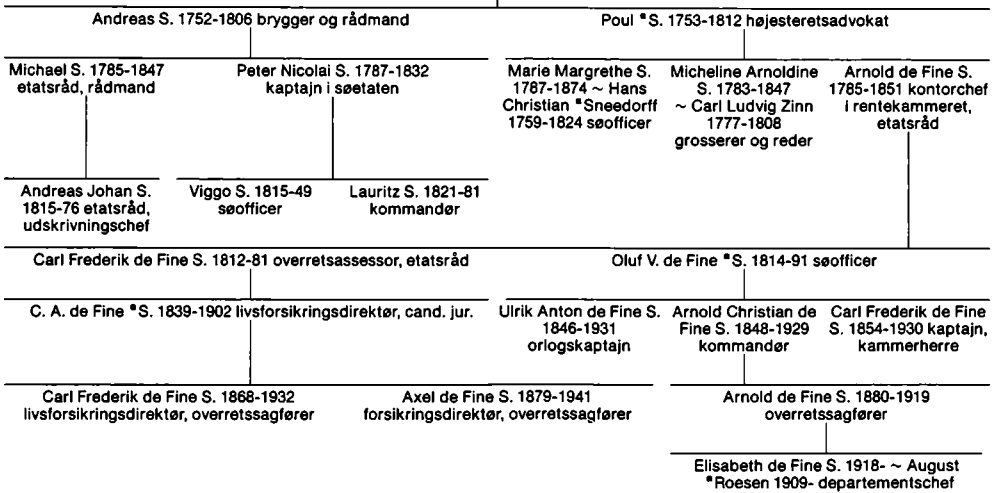 Andreas S. 1752-1806 brygger og rådmand
Poul *S. 1753-1812 højesteretsadvokat
Michael S. 1785-1847
etatsråd, rådmand
Peter Nicolai S. 1787-1832
kaptajn i søetaten
Marie Margrethe S.
1787-1874 ~ Hans
Christian *Sneedorff
1759-1824 søofficer
Micheline Arnoldine
S. 1783-1847
~ Carl Ludvig Zinn
1777-1808
grosserer og reder
Arnold de Fine S.
1785-1851 kontorchef
i rentekammeret,
etatsråd
Andreas Johan S.
1815-76 etatsråd,
udskrivningschef
Viggo S. 1815-49
søofficer
Lauritz S. 1821-81
kommandør
Carl Frederik de Fine S. 1812-81 overretsassessor, etatsråd
Oluf V. de Fine *S. 1814-91 søofficer
C. A. de Fine *S. 1839-1902 livsforsikringsdirektør, cand. jur.
Ulrik Anton de Fine S.
1846-1931
orlogskaptajn
Arnold Christian de
Fine S. 1848-1929
kommandør
Carl Frederik de Fine
S. 1854-1930 kaptajn,
kammerherre
Carl Frederik de Fine S. 1868-1932
livsforsikringsdirektør, overretssagfører
Axel de Fine S. 1879-1941
forsikringsdirektør, overretssagfører
Arnold de Fine S. 1880-1919
overretssagfører
Elisabeth de Fine S. 1918- ~ August
*Roesen 1909- departementschef